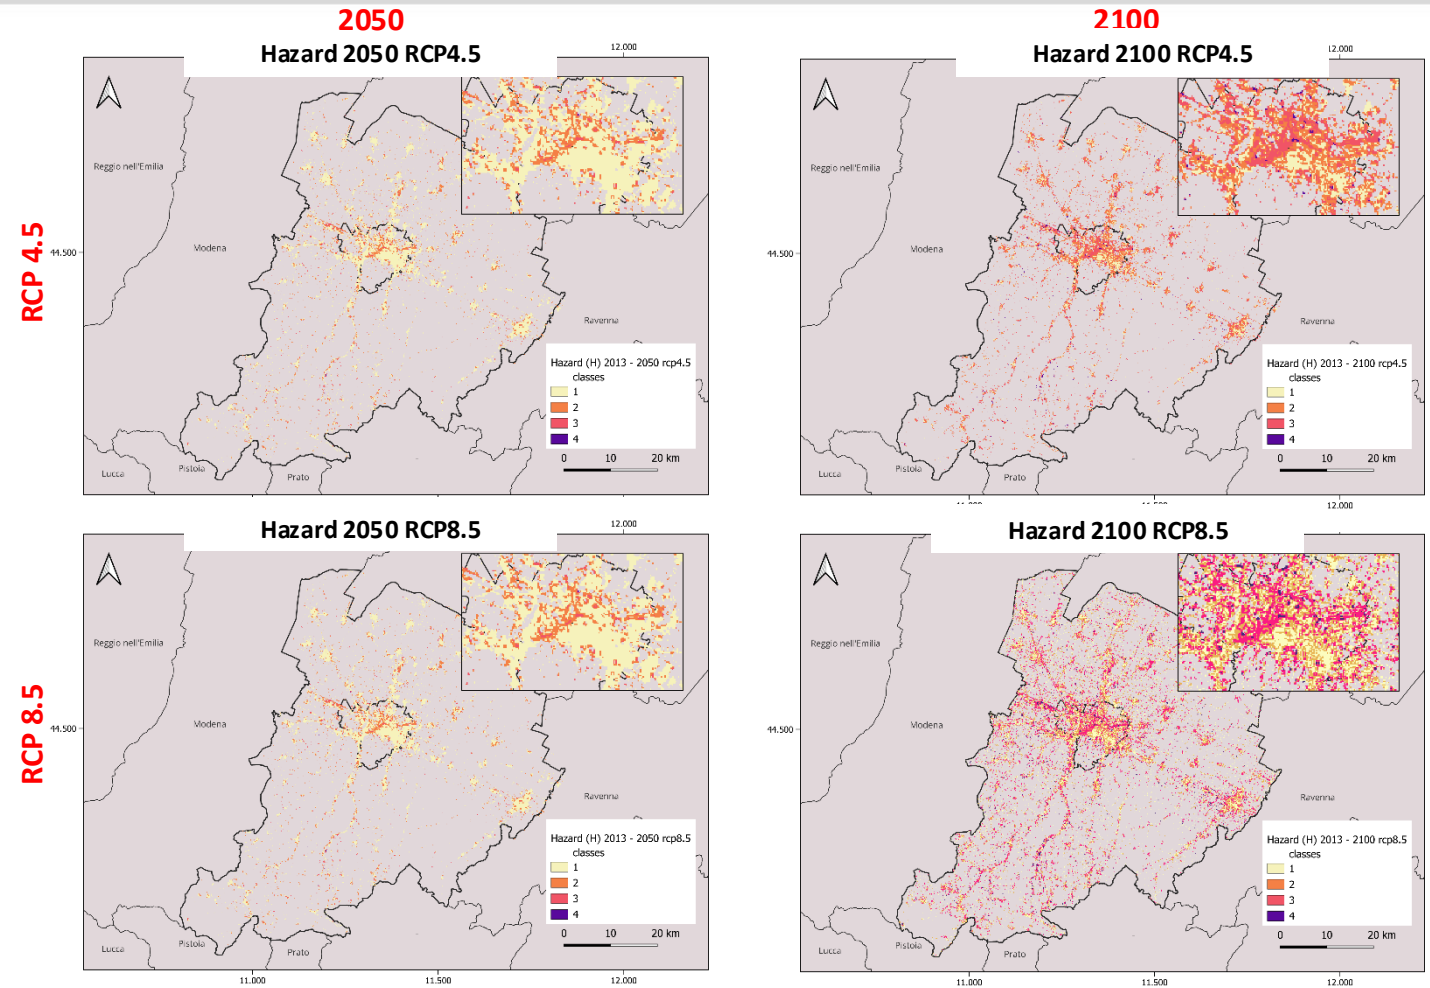 2050
2100
RCP 4.5
RCP 8.5
Hazard 2050 RCP4.5
12.000
44.500
Reggio nell'Emilia
Modena
Ravenna
Lucca
Pistoia
Prato
Hazard (H) 2013 - 2050 rcp4.5
classes
1
2
3
4
0 10 20 km
Hazard 2100 RCP4.5
12.000
44.500
Reggio nell'Emilia
Modena
Ravenna
Lucca
Pistoia
Prato
Hazard (H) 2013 - 2100 rcp4.5
classes
1
2
3
4
0 10 20 km
11.000 11.500 12.000
Hazard 2050 RCP8.5
12.000
44.500
Reggio nell'Emilia
Modena
Ravenna
Lucca
Pistoia
Prato
Hazard (H) 2013 - 2050 rcp8.5
classes
1
2
3
4
0 10 20 km
11.000 11.500 12.000
Hazard 2100 RCP8.5
44.500
Reggio nell'Emilia
Modena
Ravenna
Lucca
Pistoia
Prato
Hazard (H) 2013 - 2100 rcp8.5
classes
1
2
3
4
0 10 20 km
11.000 11.500 12.000